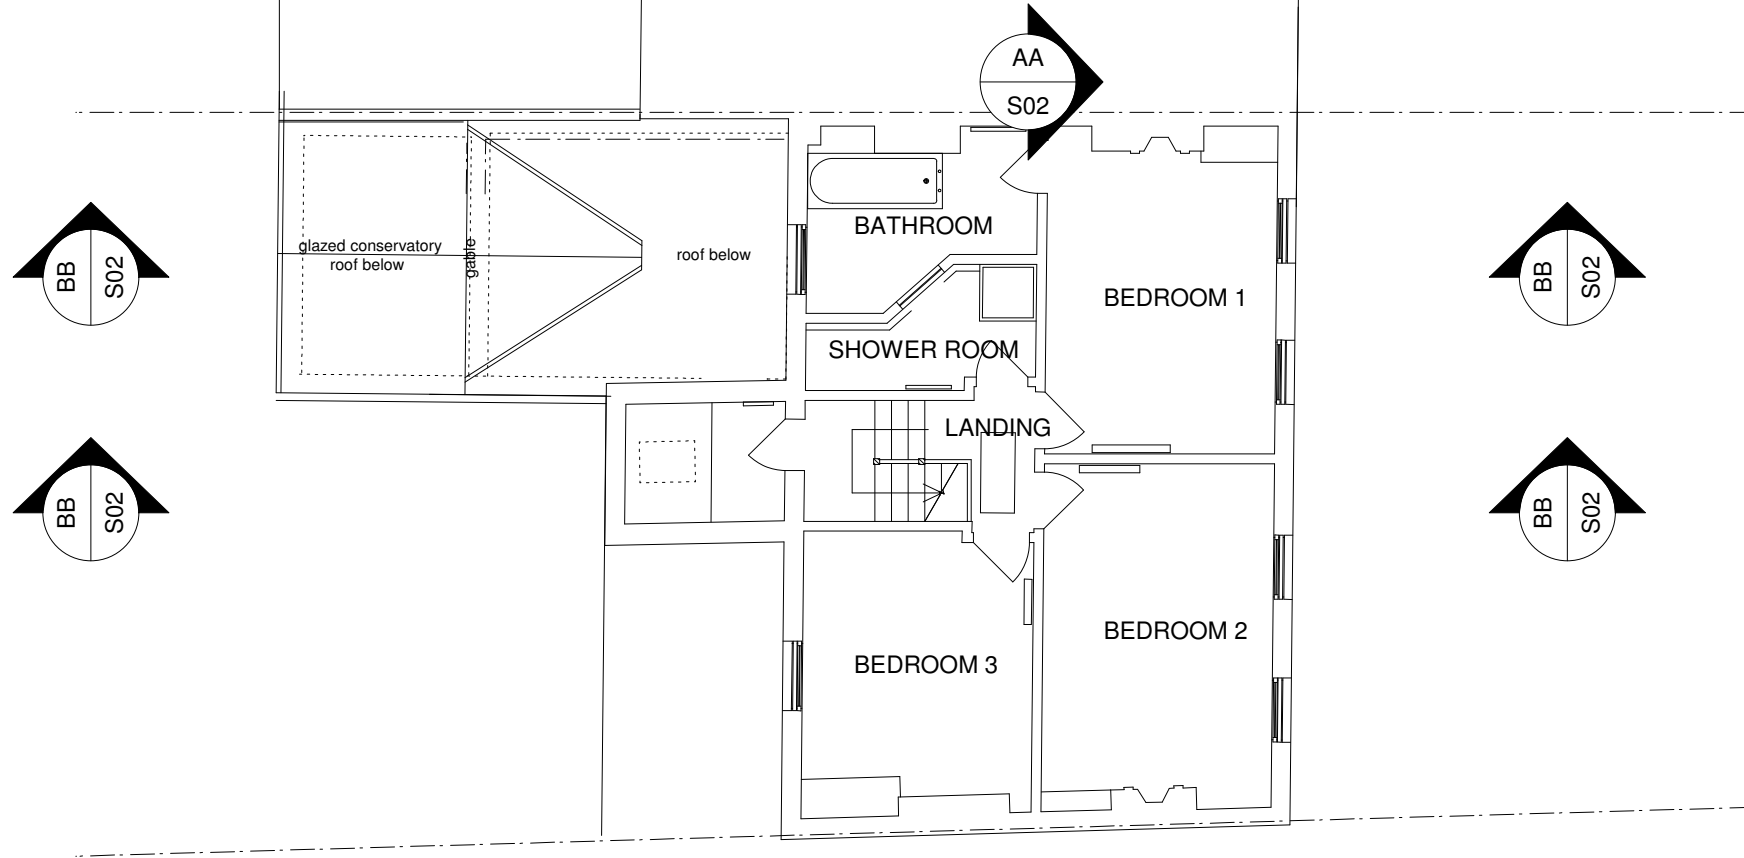 AA
S02
BATHROOM
glazed conservatory
roof below
gable
roof below
BB
S02
BB
S02
BEDROOM 1
SHOWER ROOM
LANDING
BB
S02
BB
S02
BEDROOM 2
BEDROOM 3